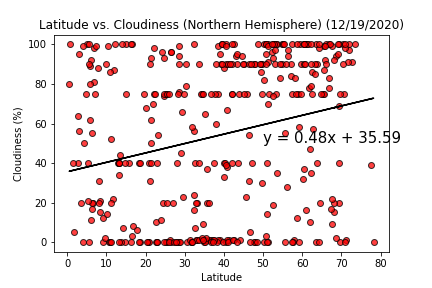 Latitude vs. Cloudiness (Northern Hemisphere) (12/19/2020)
100
80
60
40
20
0
Cloudiness (%)
y = 0.48x + 35.59
0 10 20 30 40 50 60 70 80
Latitude